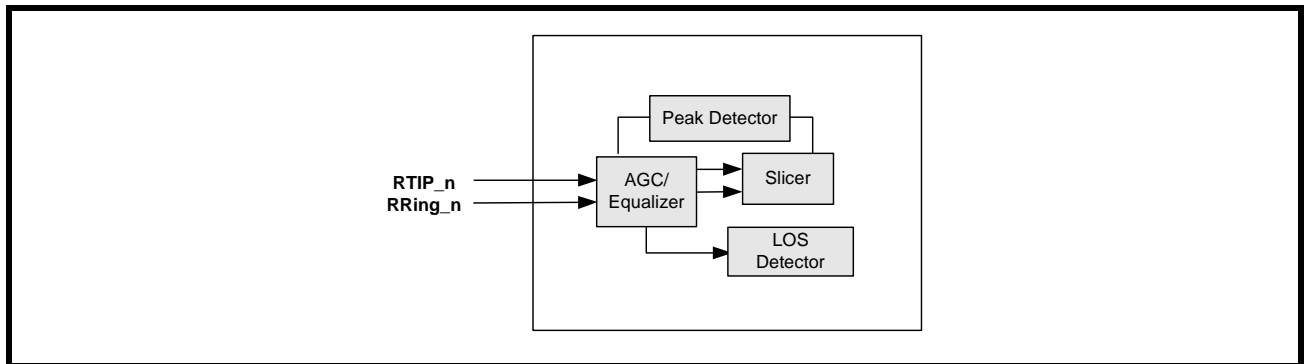 Peak Detector
RTIP_n
RRing_n
AGC/
Equalizer
Slicer
LOS
Detector